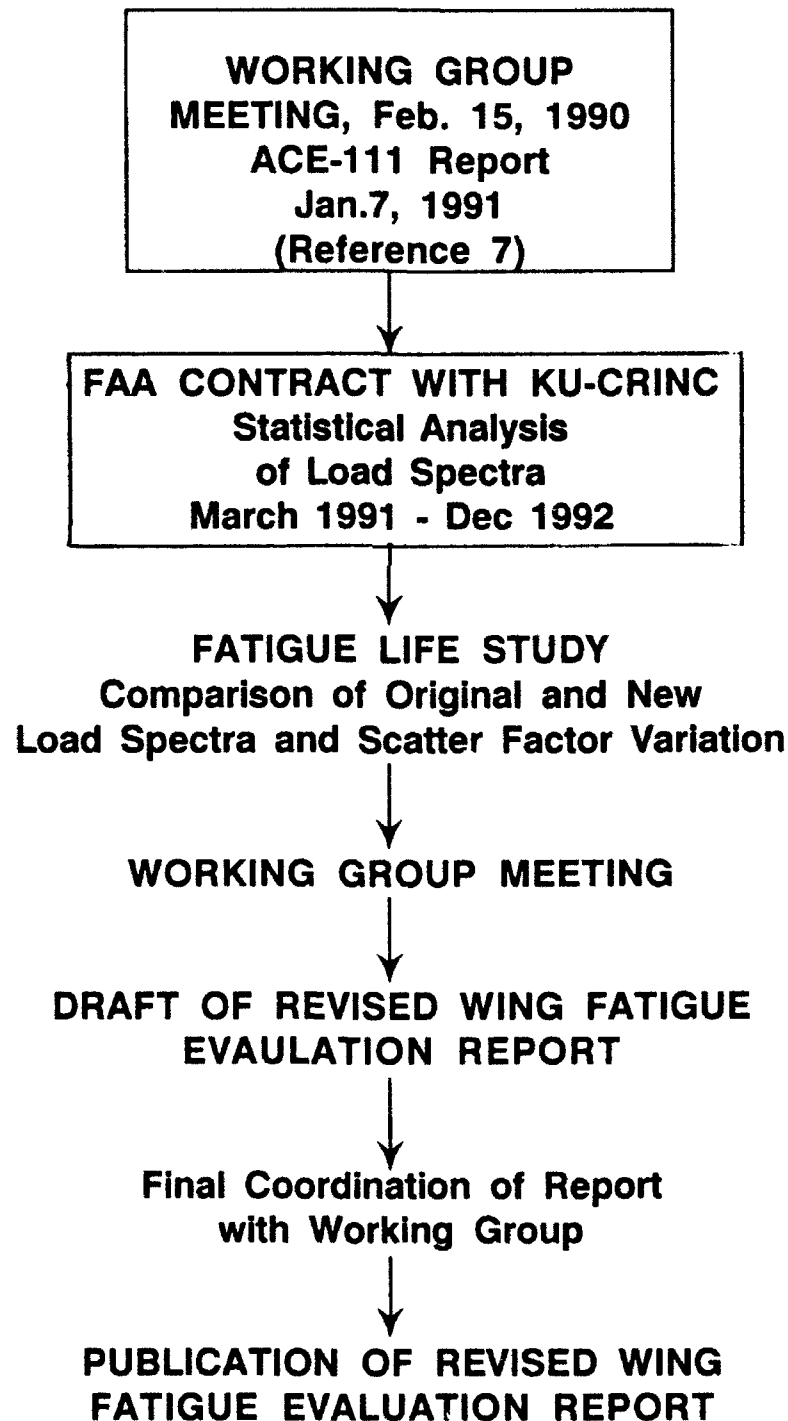 WORKING GROUP
MEETING, Feb. 15, 1990
ACE-111 Report
Jan.7, 1991
(Reference 7)
FAA CONTRACT WITH KU-CRINC
Statistical Analysis
of Load Spectra
March 1991 - Dec 1992
FATIGUE LIFE STUDY
Comparison of Original and New
Load Spectra and Scatter Factor Variation
WORKING GROUP MEETING
DRAFT OF REVISED WING FATIGUE
EVAULATION REPORT
Final Coordination of Report
with Working Group
PUBLICATION OF REVISED WING
FATIGUE EVALUATION REPORT